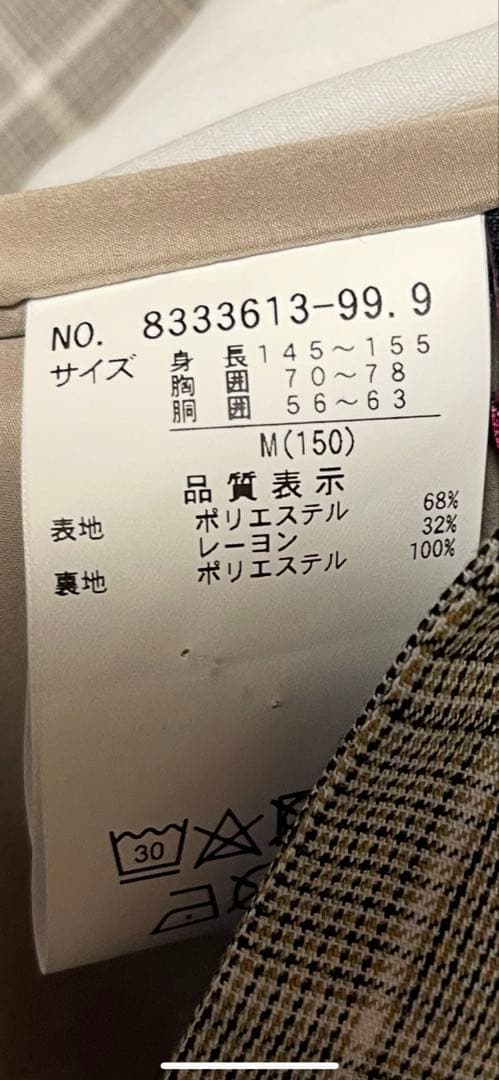 NO. 8333613-99.9
サイズ 身長 145〜155
胸囲 70〜78
胴囲 56〜63
M(150)
品質表示
表地 ポリエステル 68%
レーヨン 32%
裏地 ポリエステル 100%
30